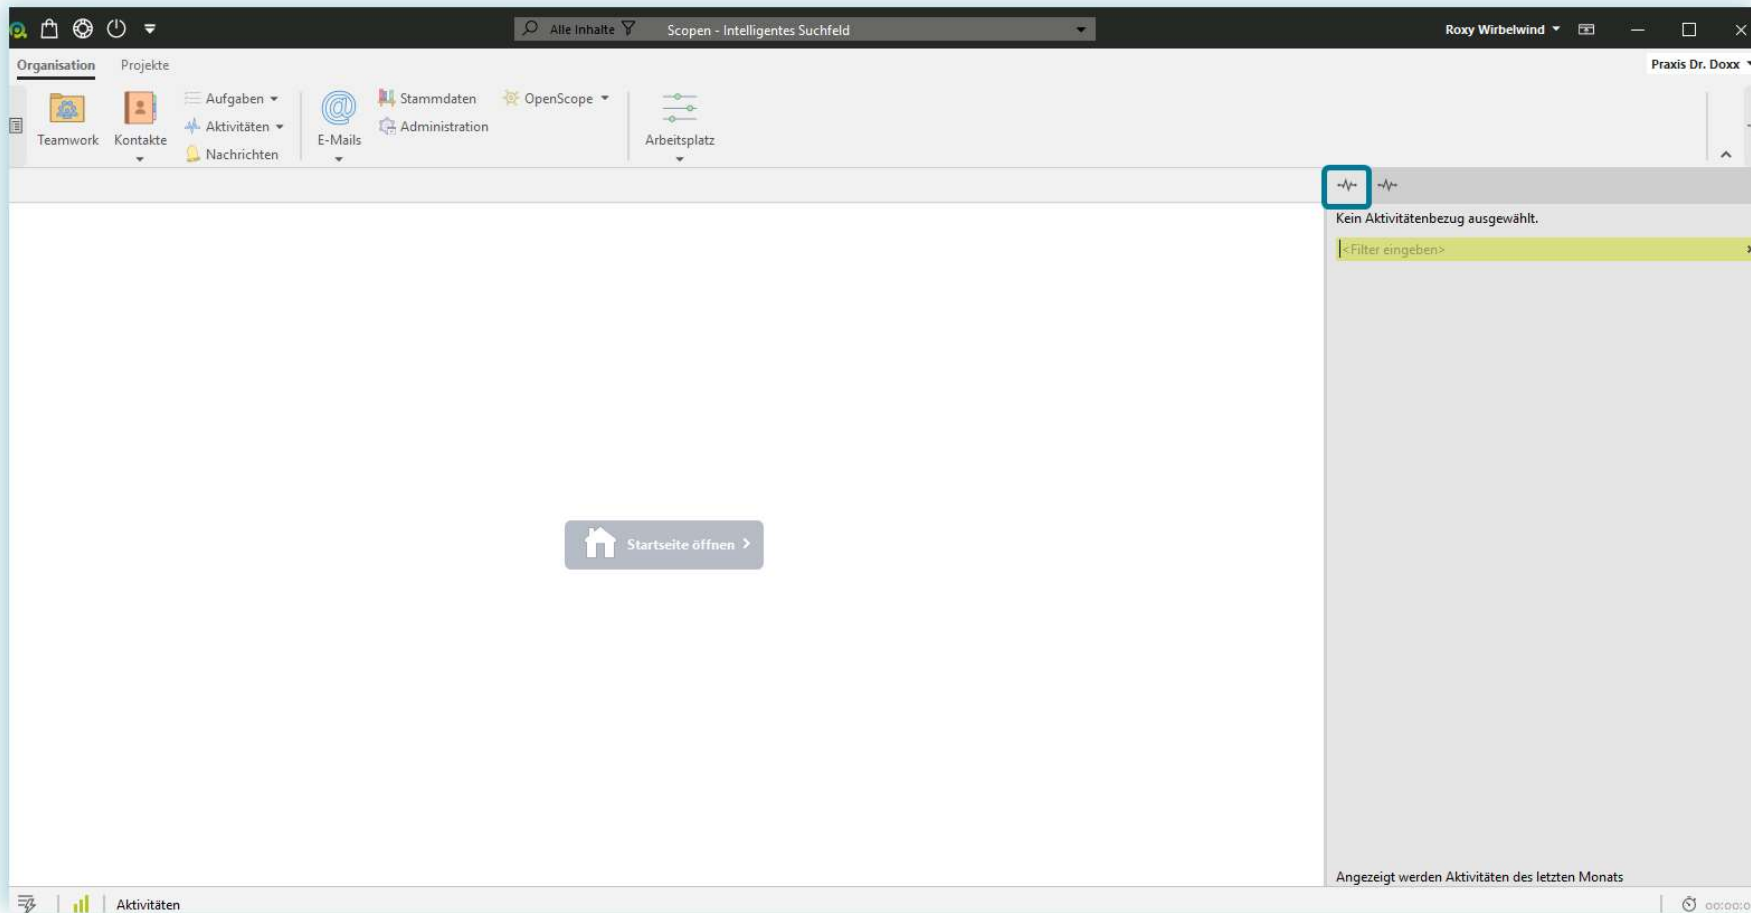 Alle Inhalte Scopen - Intelligentes Suchfeld Roxy Wirbelwind
Organisation Projekte Praxis Dr. Doxx
Teamwork
Kontakte
Aufgaben
Aktivitäten
Nachrichten
E-Mails
Stammdaten
Administration
OpenScope
Arbeitsplatz
Kein Aktivitätenbezug ausgewählt.
<Filter eingeben>
Startseite öffnen
Angezeigt werden Aktivitäten des letzten Monats
Aktivitäten